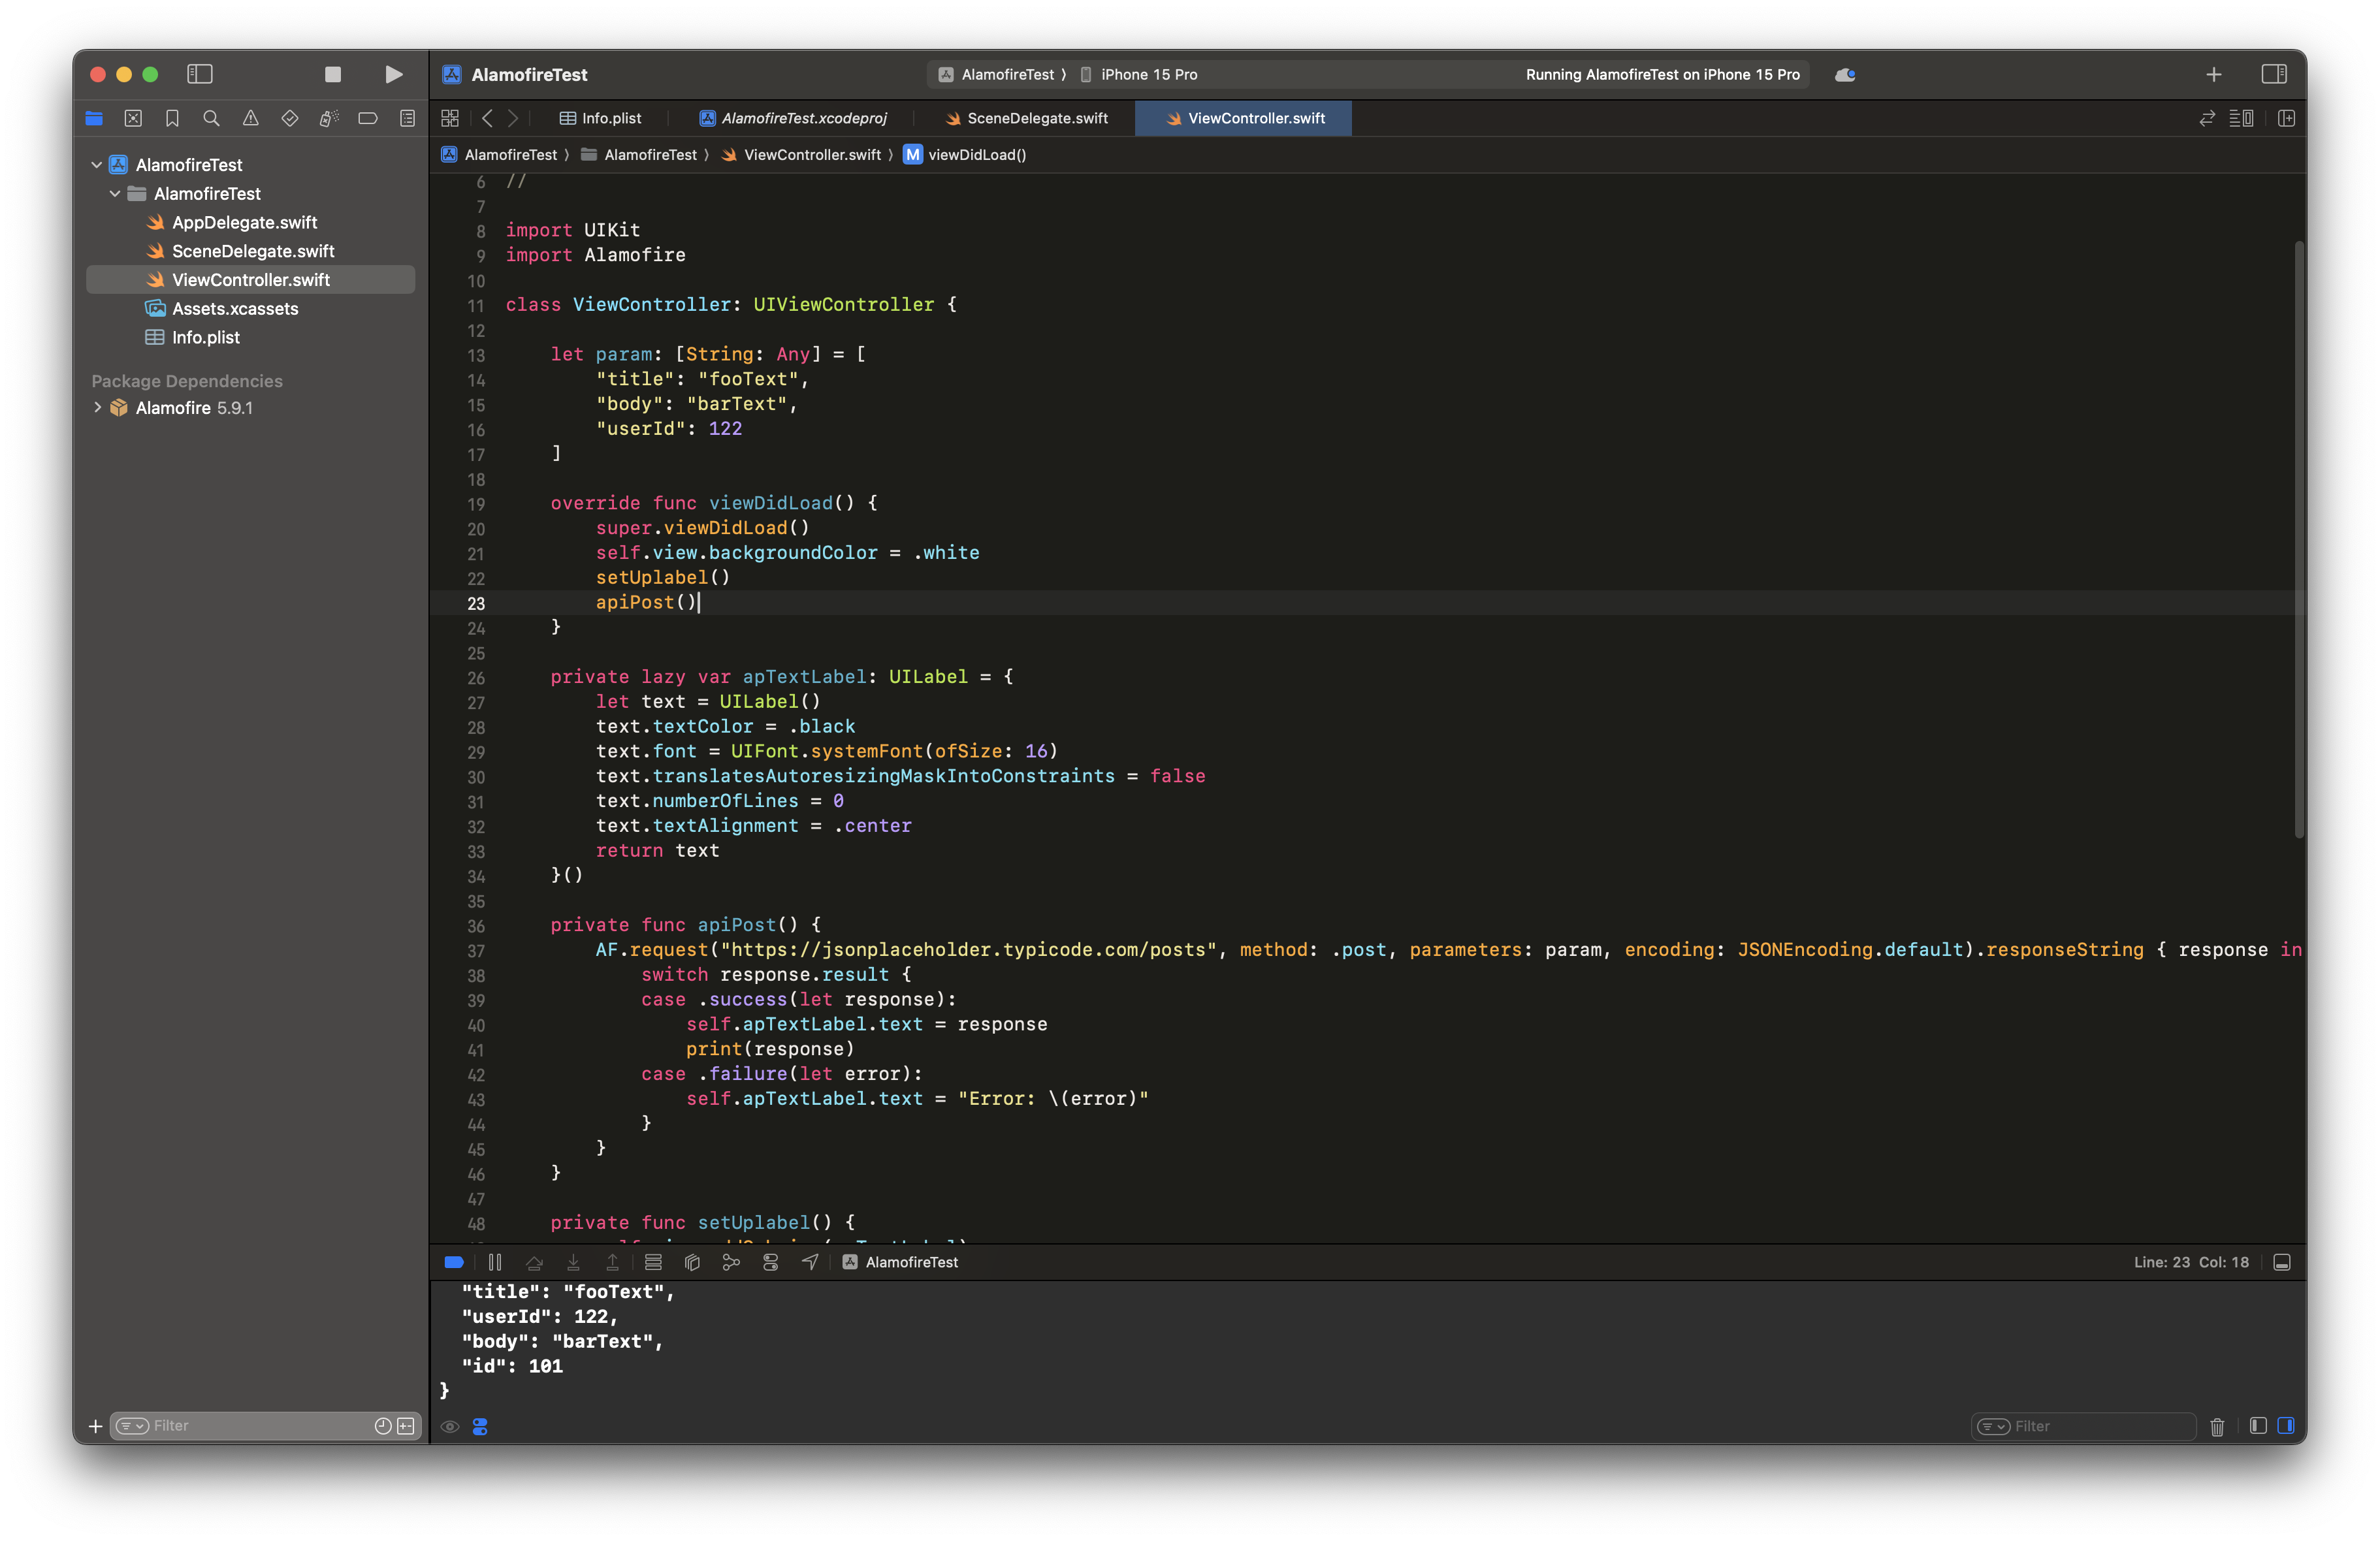 AlamofireTest
AlamofireTest 〉 iPhone 15 Pro
Running AlamofireTest on iPhone 15 Pro
Info.plist
AlamofireTest.xcodeproj
SceneDelegate.swift
ViewController.swift
AlamofireTest 〉 AlamofireTest 〉 ViewController.swift 〉 M viewDidLoad()
AlamofireTest
AlamofireTest
AppDelegate.swift
SceneDelegate.swift
ViewController.swift
Assets.xcassets
Info.plist
Package Dependencies
Alamofire 5.9.1
Filter
6 //
7
8 import UIKit
9 import Alamofire
10
11 class ViewController: UIViewController {
12
13     let param: [String: Any] = [
14         "title": "fooText",
15         "body": "barText",
16         "userId": 122
17     ]
18
19     override func viewDidLoad() {
20         super.viewDidLoad()
21         self.view.backgroundColor = .white
22         setUplabel()
23         apiPost()
24     }
25
26     private lazy var apTextLabel: UILabel = {
27         let text = UILabel()
28         text.textColor = .black
29         text.font = UIFont.systemFont(ofSize: 16)
30         text.translatesAutoresizingMaskIntoConstraints = false
31         text.numberOfLines = 0
32         text.textAlignment = .center
33         return text
34     }()
35
36     private func apiPost() {
37         AF.request("https://jsonplaceholder.typicode.com/posts", method: .post, parameters: param, encoding: JSONEncoding.default).responseString { response in
38             switch response.result {
39             case .success(let response):
40                 self.apTextLabel.text = response
41                 print(response)
42             case .failure(let error):
43                 self.apTextLabel.text = "Error: \(error)"
44             }
45         }
46     }
47
48     private func setUplabel() {
AlamofireTest
Line: 23 Col: 18
"title": "fooText",
"userId": 122,
"body": "barText",
"id": 101
}
Filter